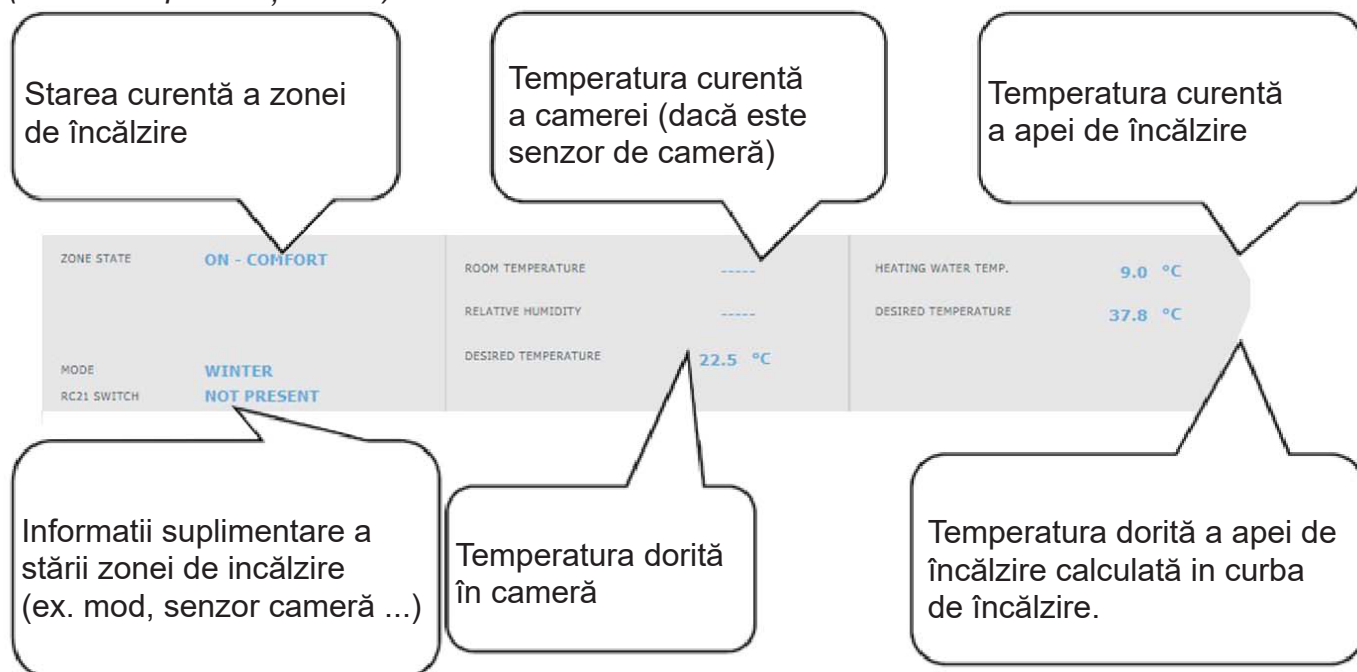 Starea curentă a zonei
de încălzire
Temperatura curentă
a camerei (dacă este
senzor de cameră)
Temperatura curentă
a apei de încălzire
ZONE STATE ON - COMFORT
MODE WINTER
RC21 SWITCH NOT PRESENT
ROOM TEMPERATURE -----
RELATIVE HUMIDITY -----
DESIRED TEMPERATURE 22.5 °C
HEATING WATER TEMP. 9.0 °C
DESIRED TEMPERATURE 37.8 °C
Informatii suplimentare a
stării zonei de incălzire
(ex. mod, senzor cameră ...)
Temperatura dorită
în cameră
Temperatura dorită a apei de
încălzire calculată in curba
de încălzire.